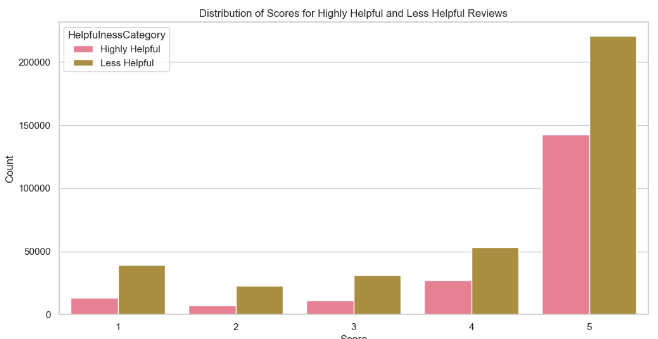 Distribution of Scores for Highly Helpful and Less Helpful Reviews
HelpfulnessCategory
Highly Helpful
Less Helpful
200000
150000
100000
50000
0
Count
1 2 3 4 5
Score